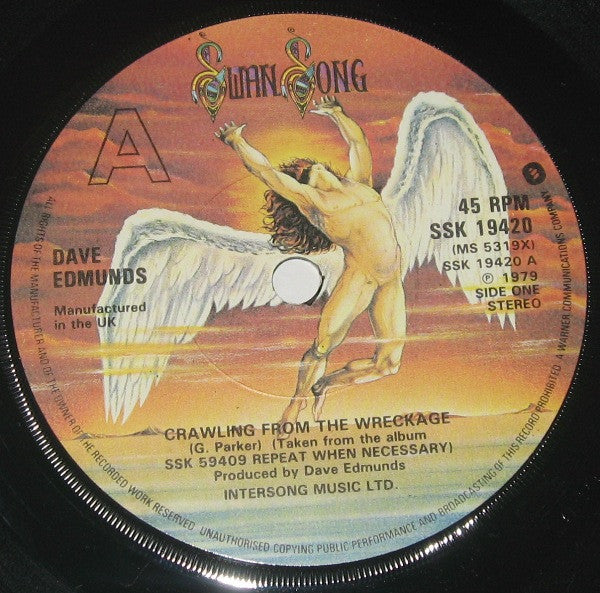 SWAN SONG
A
DAVE
EDMUNDS
Manufactured
in the UK
45 RPM
SSK 19420
(MS 5319X)
SSK 19420 A
Ⓟ 1979
SIDE ONE
STEREO
CRAWLING FROM THE WRECKAGE
(G. Parker) (Taken from the album
SSK 59409 REPEAT WHEN NECESSARY)
Produced by Dave Edmunds
INTERSONG MUSIC LTD.
ALL RIGHTS OF THE MANUFACTURER AND OF THE OWNER OF THE RECORDED WORK RESERVED. UNAUTHORISED COPYING PUBLIC PERFORMANCE AND BROADCASTING OF THIS RECORD PROHIBITED. A WARNER COMMUNICATIONS COMPANY